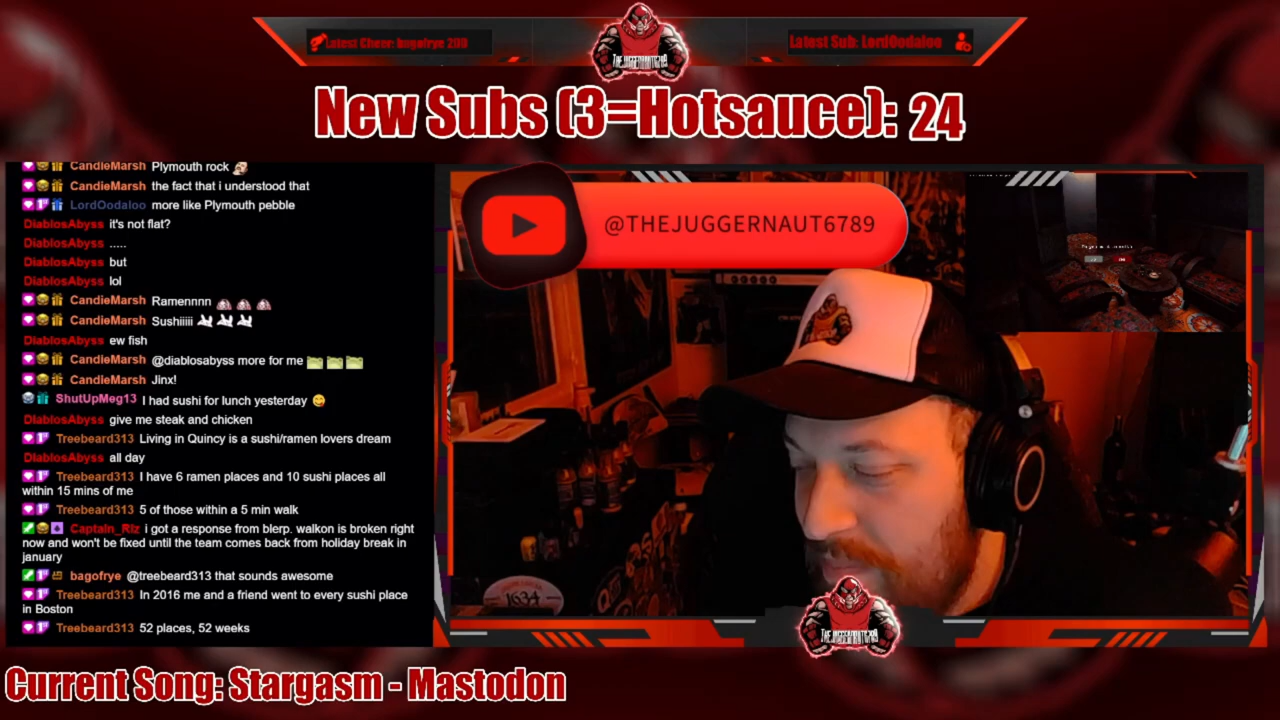 Latest Cheer: bagofrye 200
Latest Sub: LordOodaloo
New Subs (3=Hotsauce): 24
CandieMarsh Plymouth rock
CandieMarsh the fact that i understood that
LordOodaloo more like Plymouth pebble
DiablosAbyss it's not flat?
DiablosAbyss .....
DiablosAbyss but
DiablosAbyss lol
CandieMarsh Ramennnn
CandieMarsh Sushiiiii
DiablosAbyss ew fish
CandieMarsh @diablosabyss more for me
CandieMarsh Jinx!
ShutUpMeg13 I had sushi for lunch yesterday
DiablosAbyss give me steak and chicken
Treebeard313 Living in Quincy is a sushi/ramen lovers dream
DiablosAbyss all day
Treebeard313 I have 6 ramen places and 10 sushi places all
within 15 mins of me
Treebeard313 5 of those within a 5 min walk
Captain_Riz i got a response from blerp. walkon is broken right
now and won't be fixed until the team comes back from holiday break in
january
bagofrye @treebeard313 that sounds awesome
Treebeard313 In 2016 me and a friend went to every sushi place
in Boston
Treebeard313 52 places, 52 weeks
@THEJUGGERNAUT6789
1634
Current Song: Stargasm - Mastodon